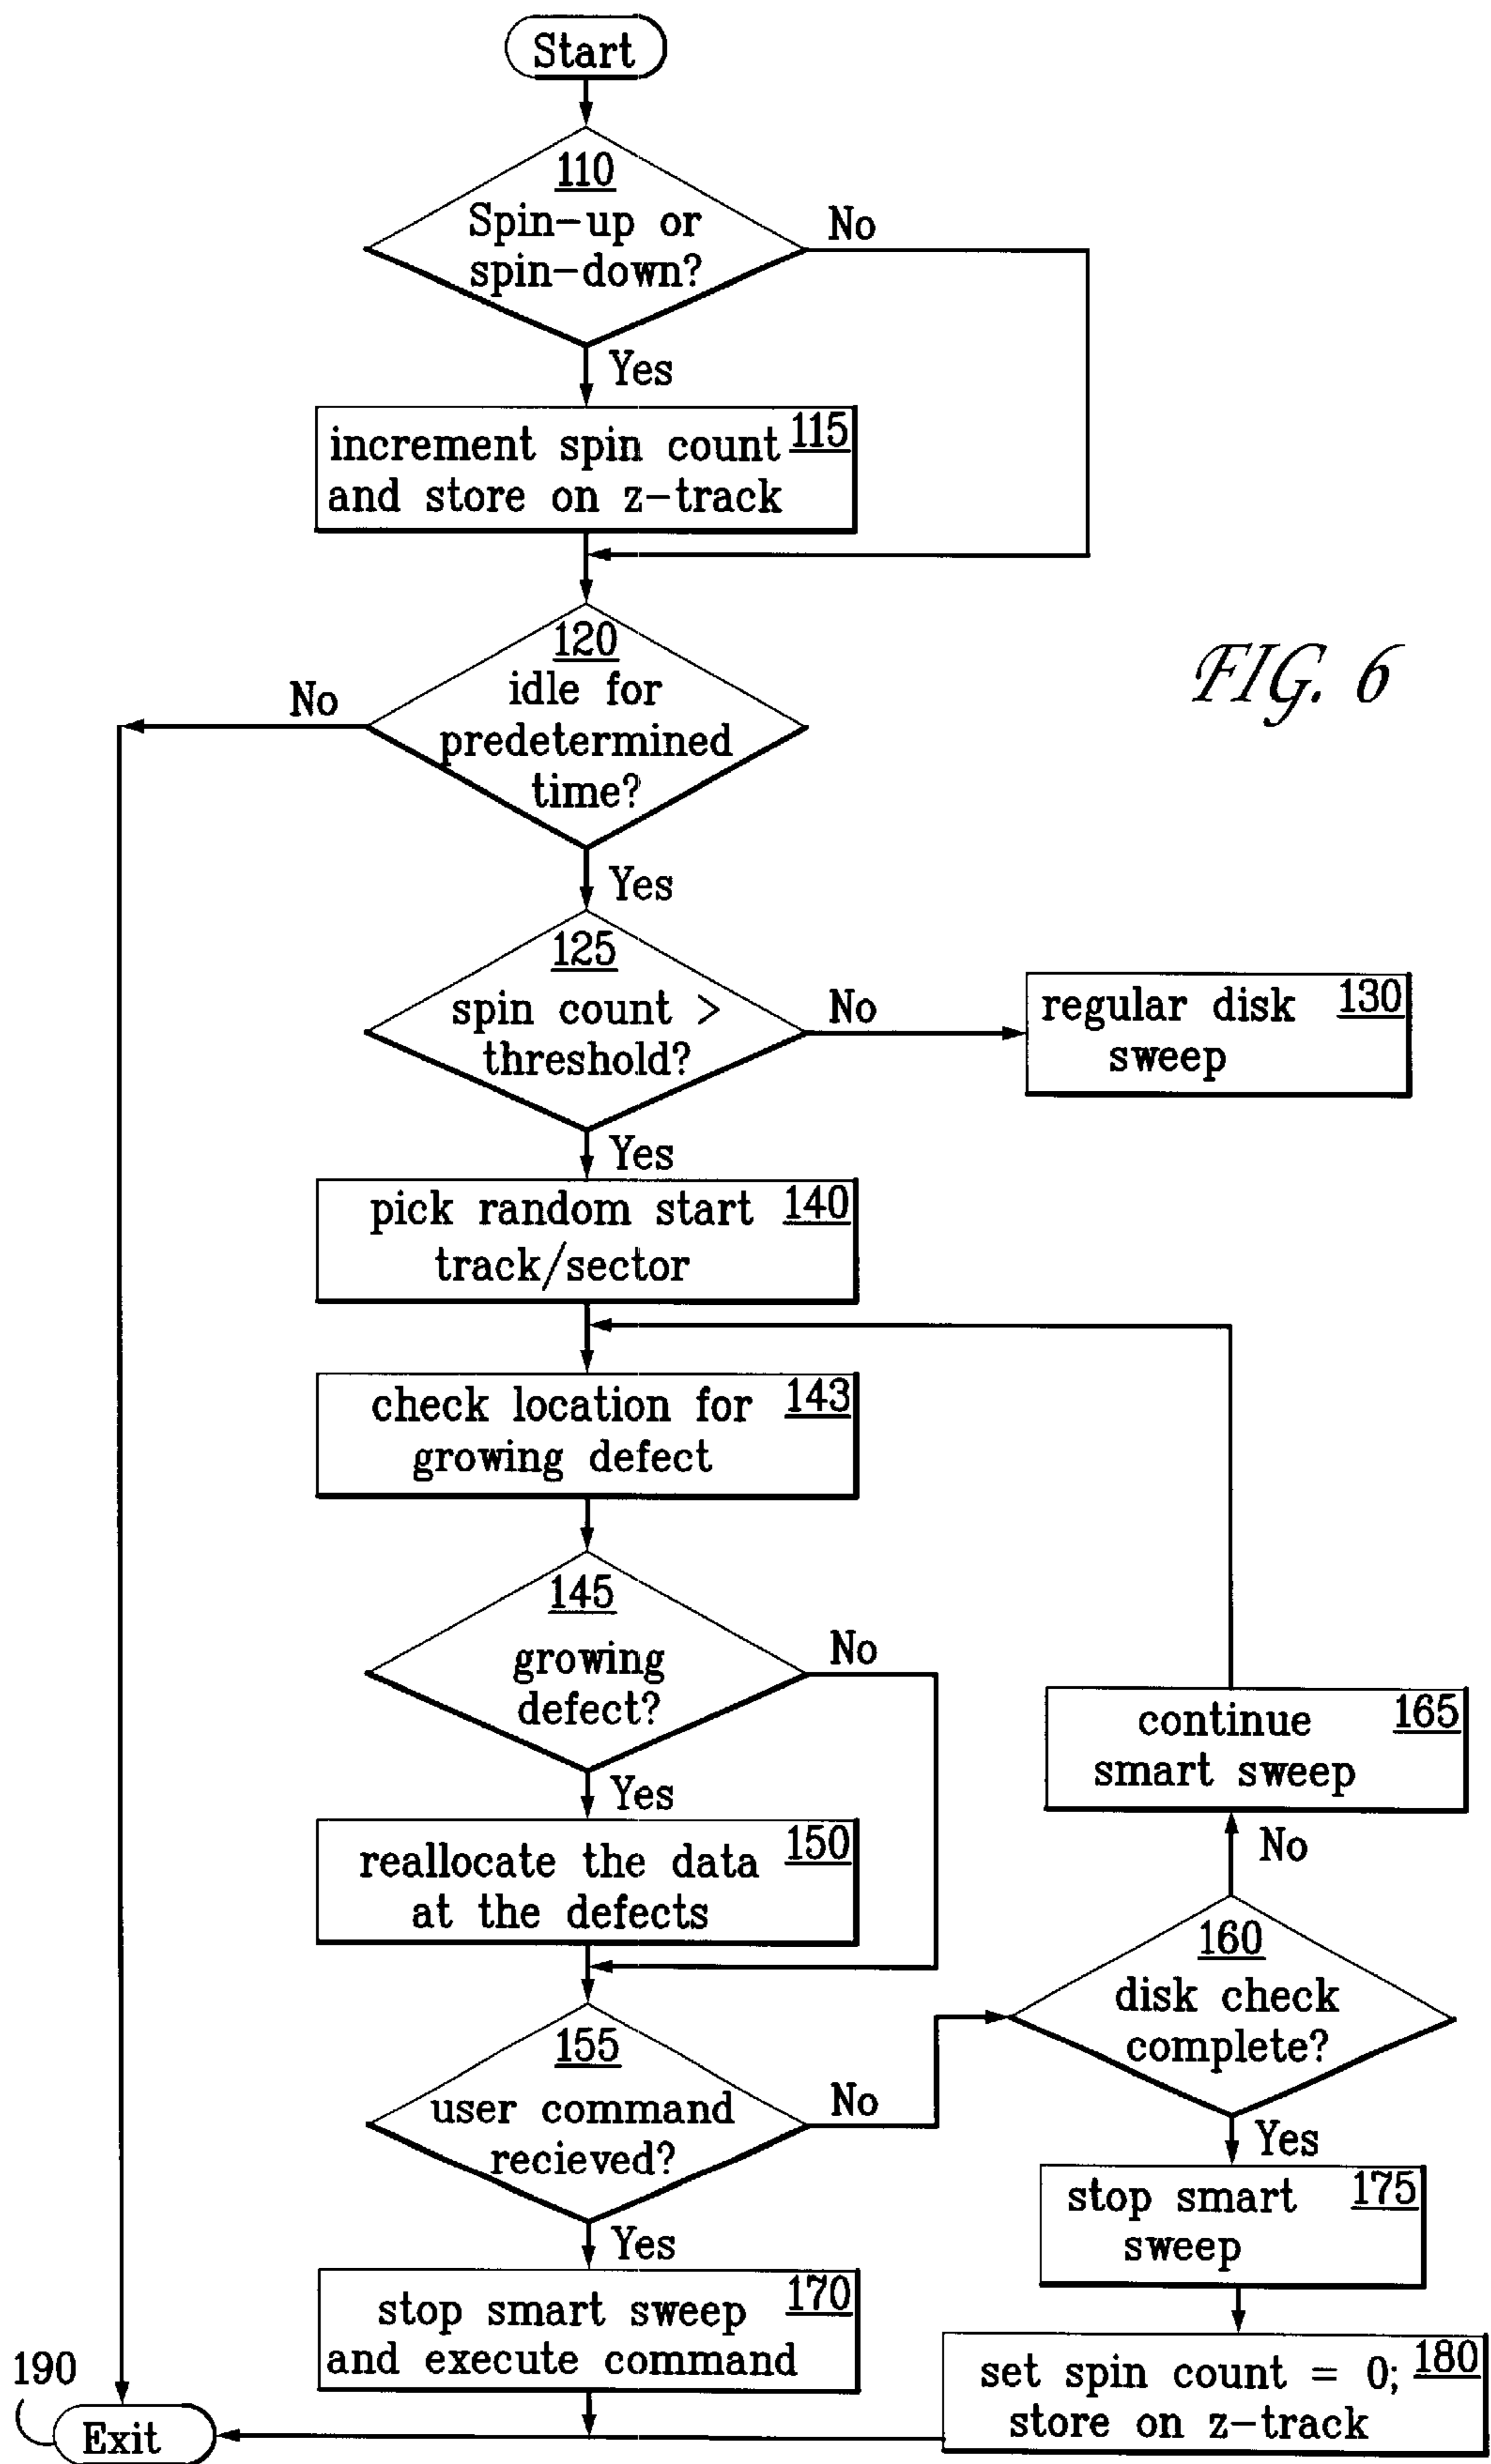 Start
110
Spin-up or
spin-down?
No
Yes
increment spin count 115
and store on z-track
120
idle for
predetermined
time?
No
FIG. 6
Yes
125
spin count >
threshold?
No
regular disk 130
sweep
Yes
pick random start 140
track/sector
check location for 143
growing defect
145
growing
defect?
No
Yes
continue 165
smart sweep
reallocate the data 150
at the defects
No
160
disk check
complete?
155
user command
recieved?
No
Yes
Yes
stop smart 175
sweep
stop smart sweep 170
and execute command
set spin count = 0; 180
store on z-track
190
Exit